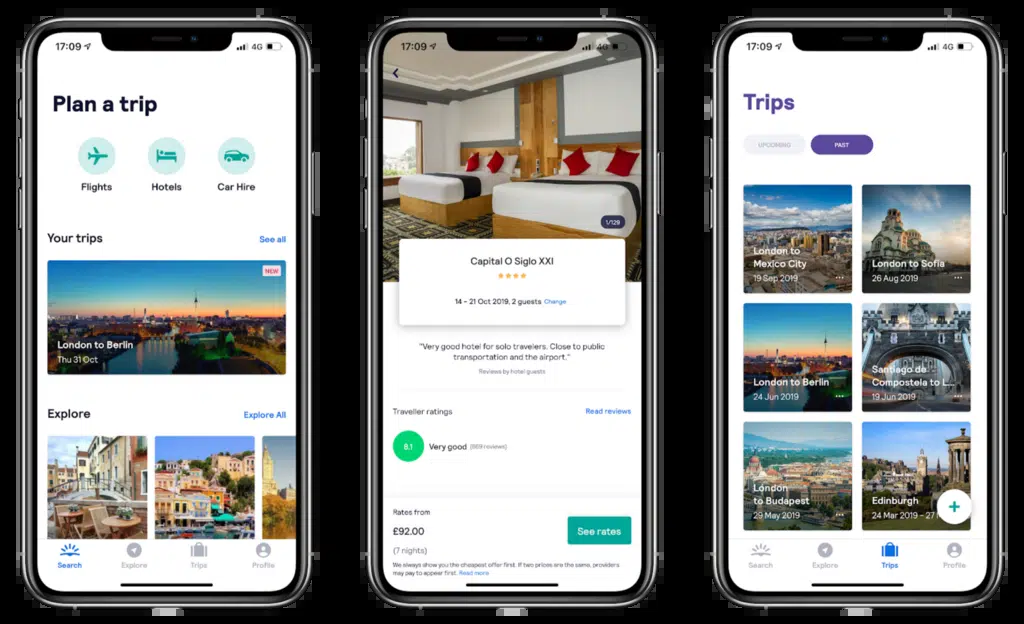 17:09
4G
Plan a trip
Flights
Hotels
Car Hire
Your trips
See all
NEW
London to Berlin
Thu 31 Oct
Explore
Explore All
Search
Explore
Trips
Profile
17:09
4G
1/129
Capital O Siglo XXI
14 - 21 Oct 2019, 2 guests Change
"Very good hotel for solo travelers. Close to public
transportation and the airport."
Reviews by hotel guests
Traveller ratings
Read reviews
8.1
Very good (869 reviews)
Rates from
£92.00
(7 nights)
See rates
We always show you the cheapest offer first. If two prices are the same, providers
may pay to appear first. Read more
17:09
4G
Trips
UPCOMING
PAST
London to
Mexico City
19 Sep 2019
London to Sofia
26 Aug 2019
London to Berlin
24 Jun 2019
Santiago de
Compostela to L...
19 Jun 2019
London
to Budapest
29 May 2019
Edinburgh
24 Mar 2019 - 27
Search
Explore
Trips
Profile